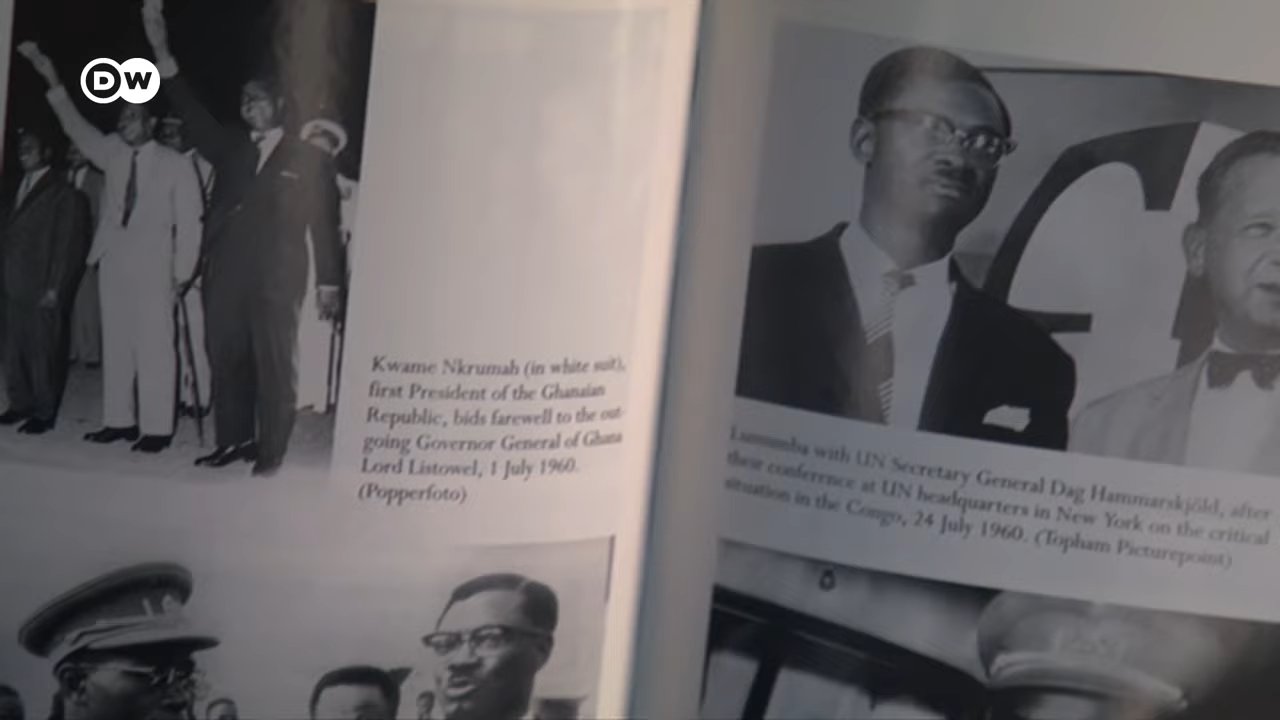 DW
Kwame Nkrumah (in white suit),
first President of the Ghanaian
Republic, bids farewell to the out-
going Governor General of Ghana
Lord Listowel, 1 July 1960.
(Popperfoto)
G
Lumumba with UN Secretary General Dag Hammarskjöld, after
their conference at UN headquarters in New York on the critical
situation in the Congo, 24 July 1960. (Topham Picturepoint)